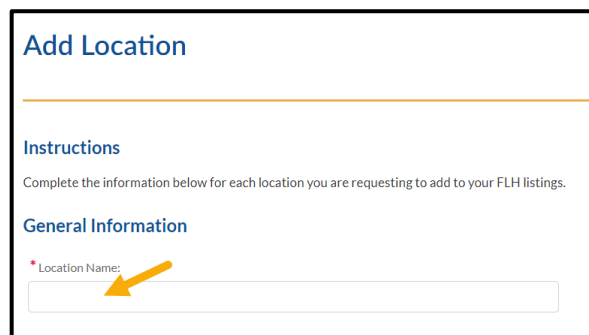 Add Location
Instructions
Complete the information below for each location you are requesting to add to your FLH listings.
General Information
* Location Name: